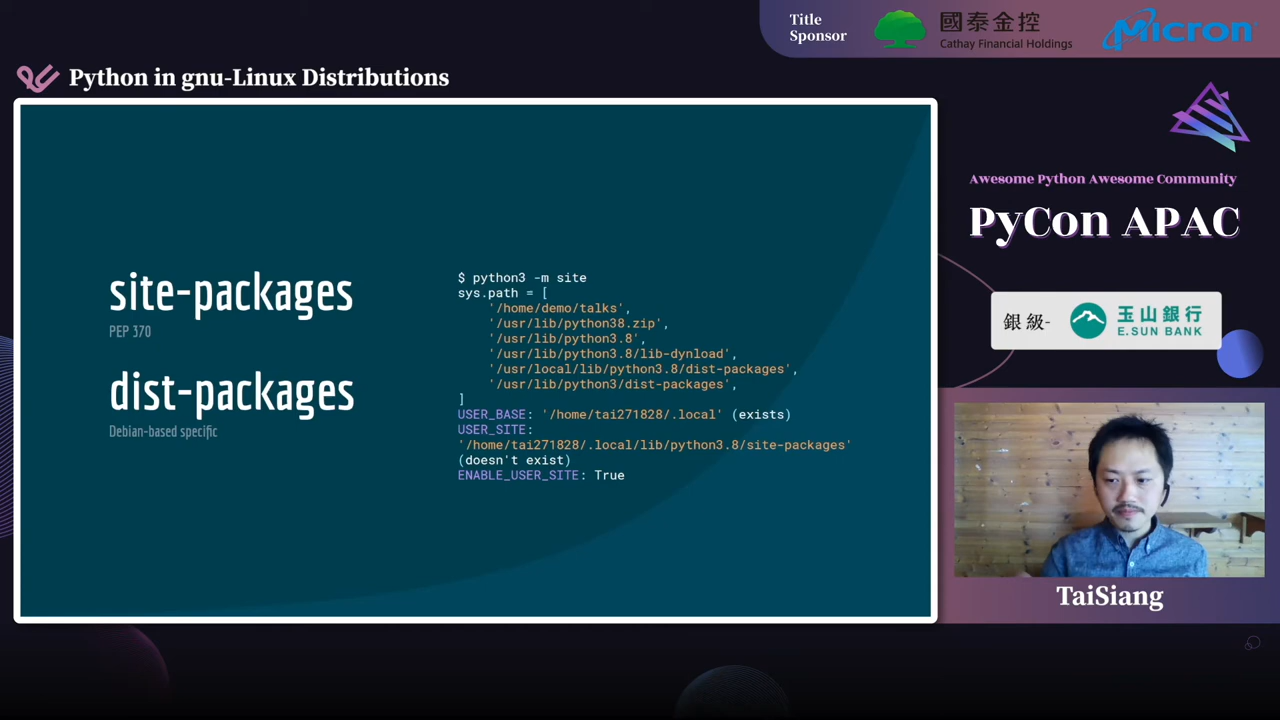 Title
Sponsor
國泰金控
Cathay Financial Holdings
Micron
Python in gnu-Linux Distributions
site-packages
PEP 370
dist-packages
Debian-based specific
$ python3 -m site
sys.path = [
'/home/demo/talks',
'/usr/lib/python38.zip',
'/usr/lib/python3.8',
'/usr/lib/python3.8/lib-dynload',
'/usr/local/lib/python3.8/dist-packages',
'/usr/lib/python3/dist-packages',
]
USER_BASE: '/home/tai271828/.local' (exists)
USER_SITE:
'/home/tai271828/.local/lib/python3.8/site-packages'
(doesn't exist)
ENABLE_USER_SITE: True
Awesome Python Awesome Community
PyCon APAC
銀級-
玉山銀行
E.SUN BANK
TaiSiang